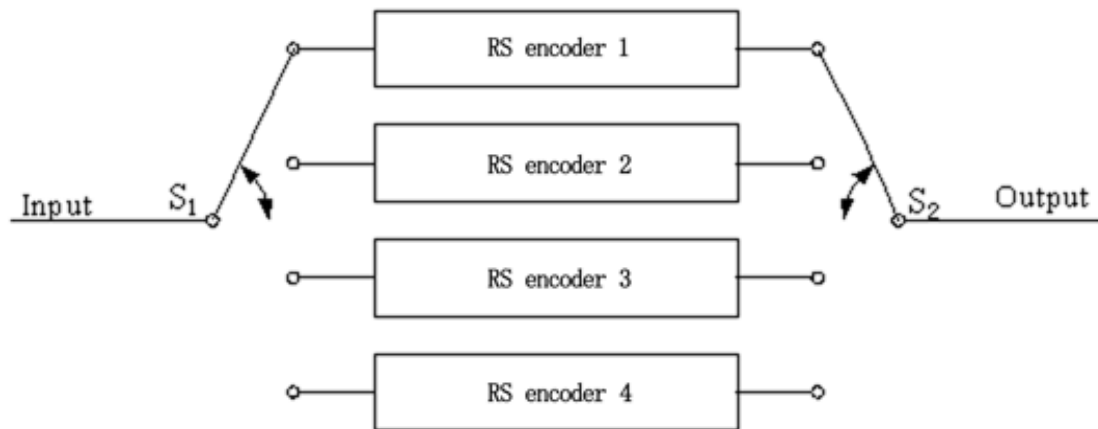 RS encoder 1
RS encoder 2
Input
S₁
S₂
Output
RS encoder 3
RS encoder 4